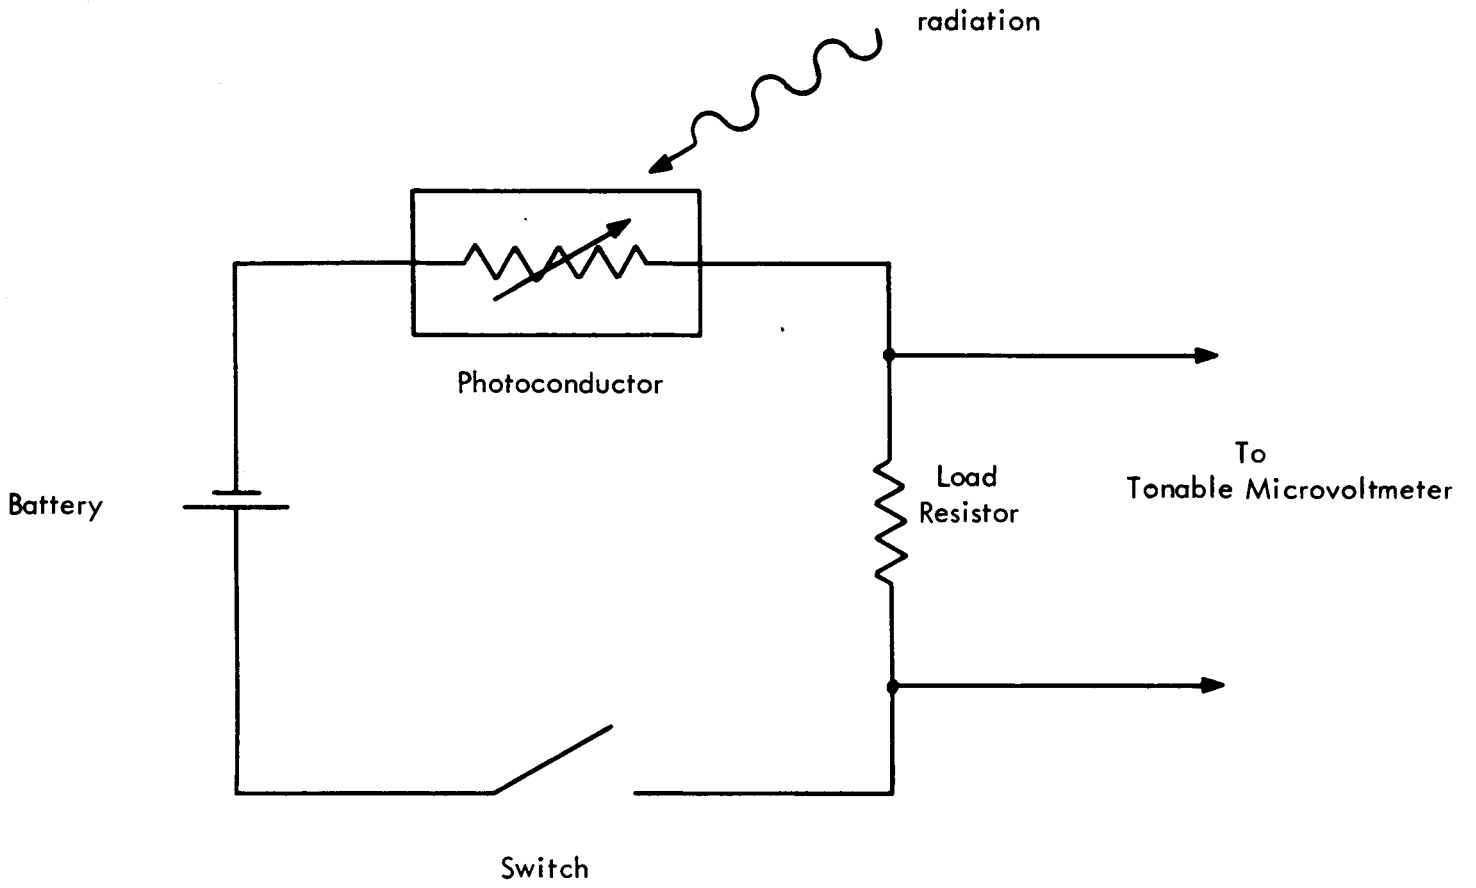 radiation
Photoconductor
Battery
Load
Resistor
To
Tonable Microvoltmeter
Switch